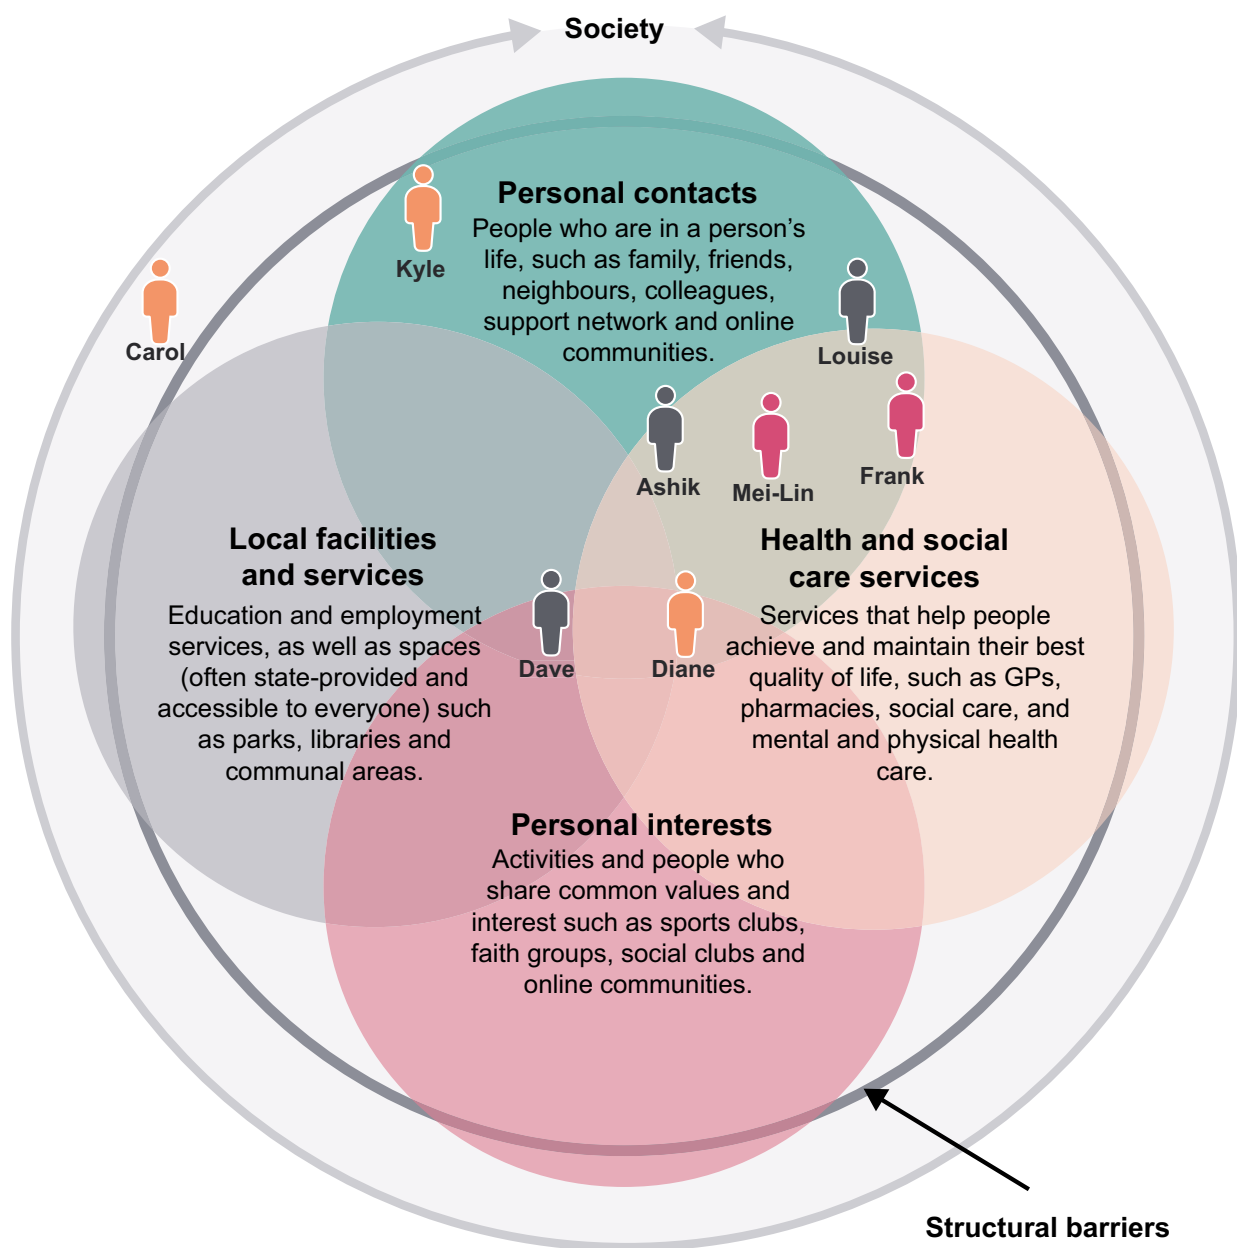 Society
Personal contacts
People who are in a person’s
life, such as family, friends,
neighbours, colleagues,
support network and online
communities.
Kyle
Carol
Louise
Ashik
Mei-Lin
Frank
Local facilities
and services
Education and employment
services, as well as spaces
(often state-provided and
accessible to everyone) such
as parks, libraries and
communal areas.
Dave
Diane
Health and social
care services
Services that help people
achieve and maintain their best
quality of life, such as GPs,
pharmacies, social care, and
mental and physical health
care.
Personal interests
Activities and people who
share common values and
interest such as sports clubs,
faith groups, social clubs and
online communities.
Structural barriers